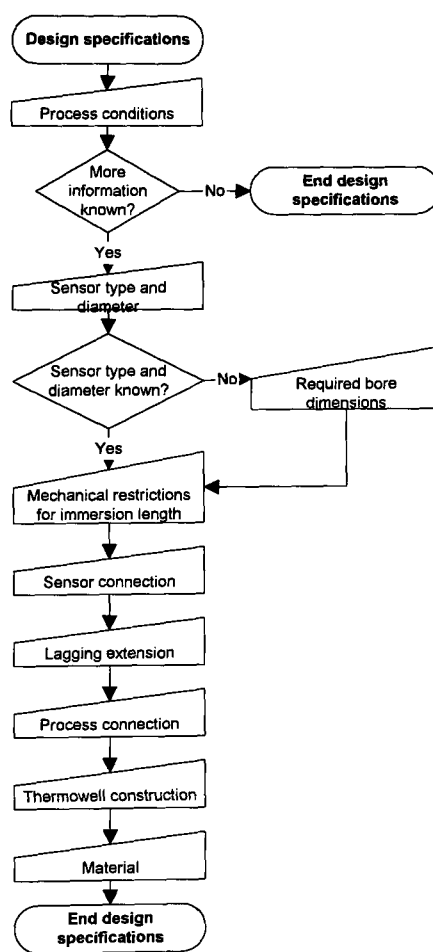 Design specifications
Process conditions
More
information
known?
No
End design
specifications
Yes
Sensor type and
diameter
Sensor type and
diameter known?
No
Required bore
dimensions
Yes
Mechanical restrictions
for immersion length
Sensor connection
Lagging extension
Process connection
Thermowell construction
Material
End design
specifications